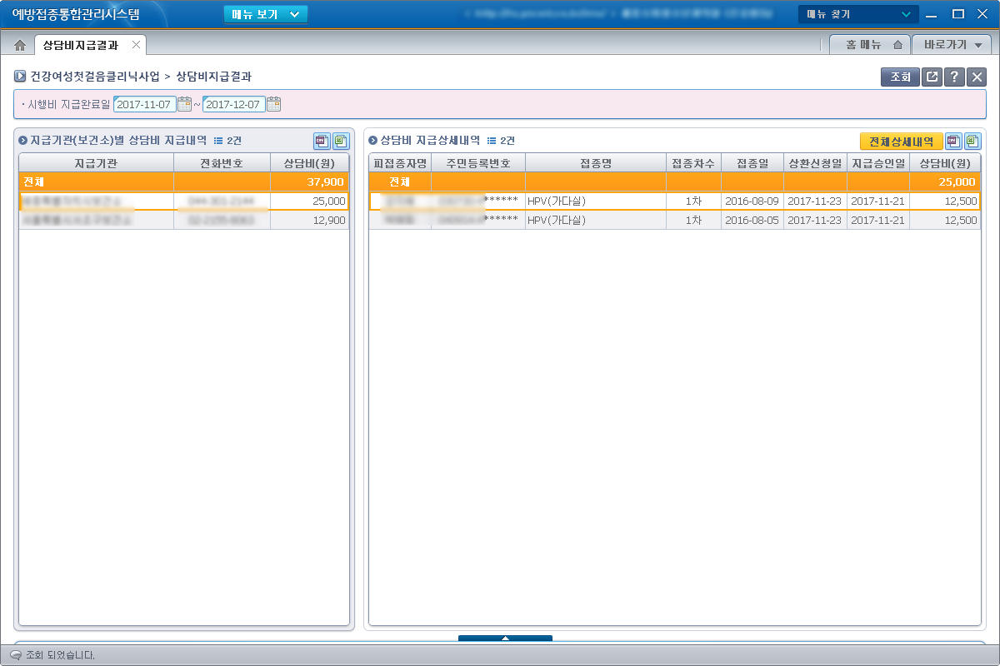 예방접종통합관리시스템 메뉴 보기 메뉴 찾기
상담비지급결과 홈 메뉴 바로가기
건강여성첫걸음클리닉사업 > 상담비지급결과 조회 ?
· 시행비 지급완료일 2017-11-07 ~ 2017-12-07
지급기관(보건소)별 상담비 지급내역 2건
지급기관 전화번호 상담비(원)
전체 37,900
25,000
12,900
상담비 지급상세내역 2건 전체상세내역
피접종자명 주민등록번호 접종명 접종차수 접종일 상환신청일 지급승인일 상담비(원)
전체 25,000
****** HPV(가다실) 1차 2016-08-09 2017-11-23 2017-11-21 12,500
****** HPV(가다실) 1차 2016-08-05 2017-11-23 2017-11-21 12,500
조회 되었습니다.